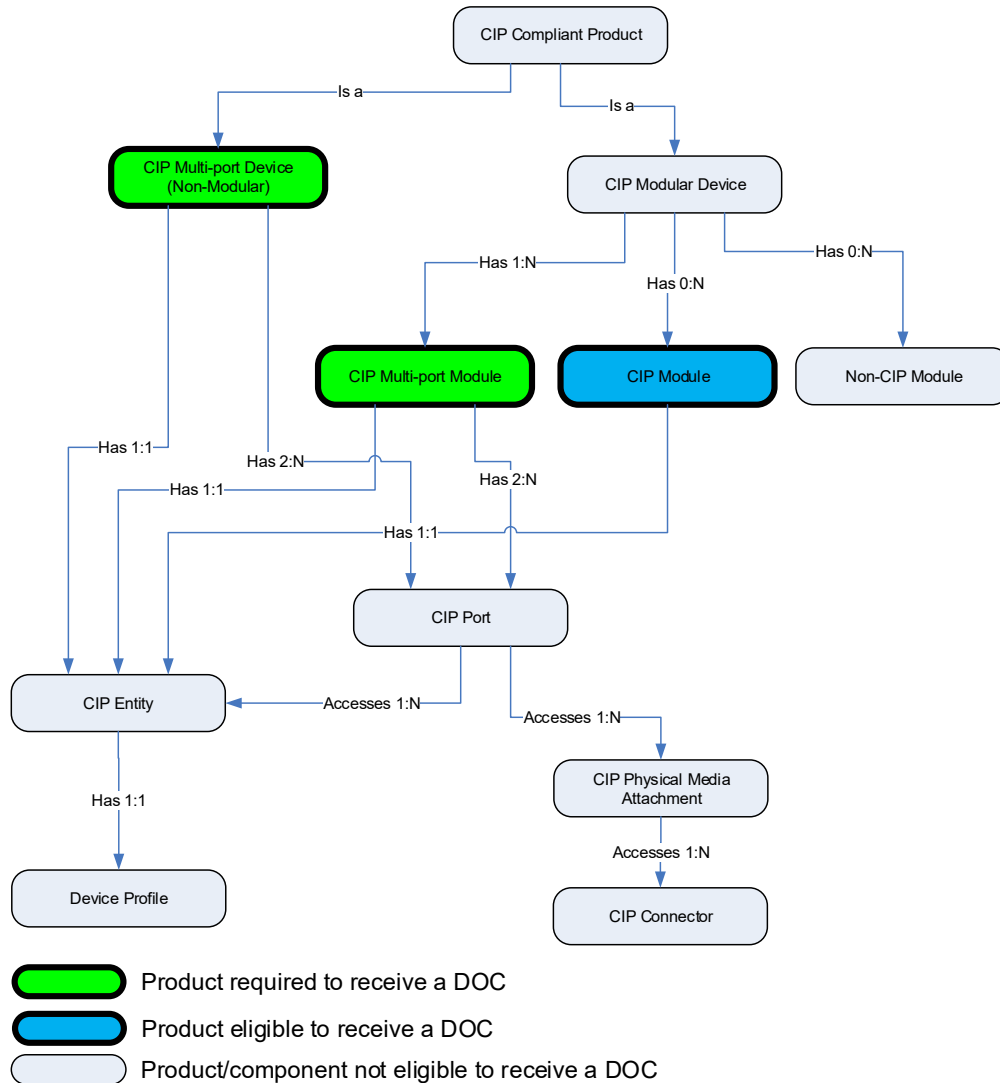 CIP Compliant Product
Is a
Is a
CIP Multi-port Device
(Non-Modular)
CIP Modular Device
Has 0:N
Has 1:N
Has 0:N
CIP Multi-port Module
CIP Module
Non-CIP Module
Has 1:1
Has 2:N
Has 2:N
Has 1:1
Has 1:1
CIP Port
CIP Entity
Accesses 1:N
Accesses 1:N
CIP Physical Media
Attachment
Has 1:1
Accesses 1:N
Device Profile
CIP Connector
Product required to receive a DOC
Product eligible to receive a DOC
Product/component not eligible to receive a DOC